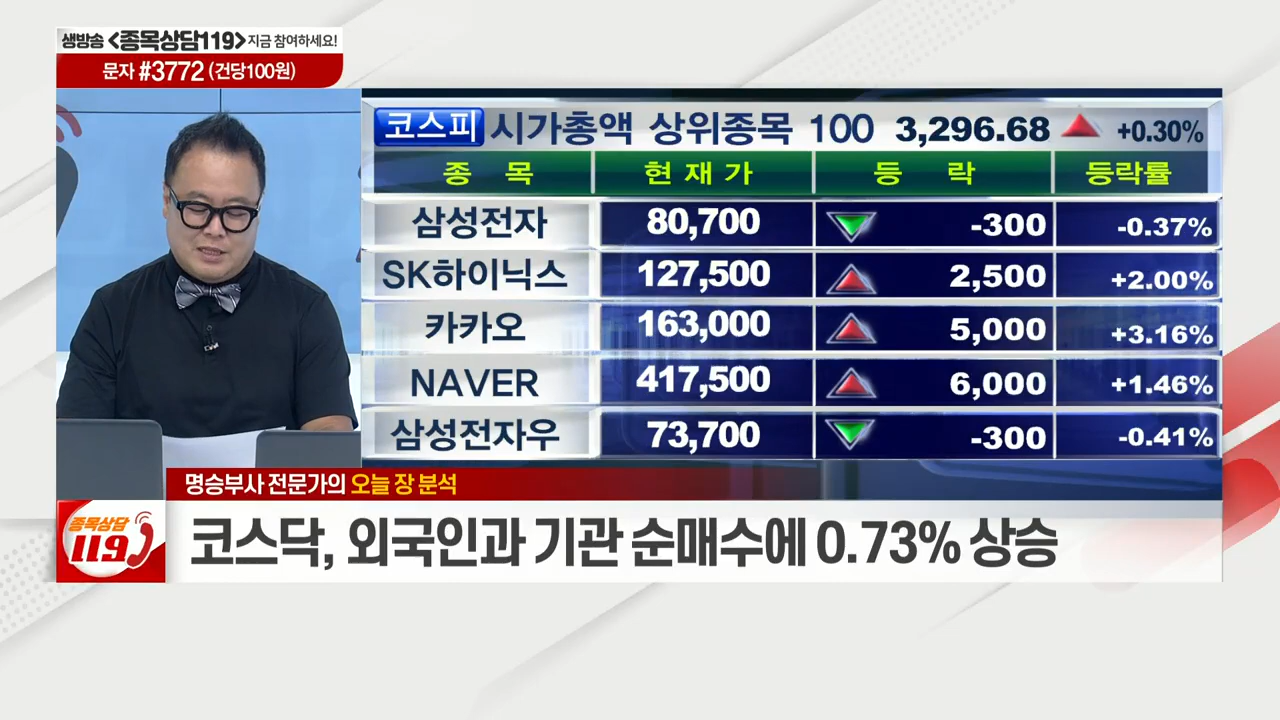 생방송 <종목상담119> 지금 참여하세요!
문자 #3772 (건당100원)
코스피 시가총액 상위종목 100 3,296.68 +0.30%
종 목 현 재 가 등 락 등락률
삼성전자 80,700 -300 -0.37%
SK하이닉스 127,500 2,500 +2.00%
카카오 163,000 5,000 +3.16%
NAVER 417,500 6,000 +1.46%
삼성전자우 73,700 -300 -0.41%
명승부사 전문가의 오늘 장 분석
종목상담
119
코스닥, 외국인과 기관 순매수에 0.73% 상승